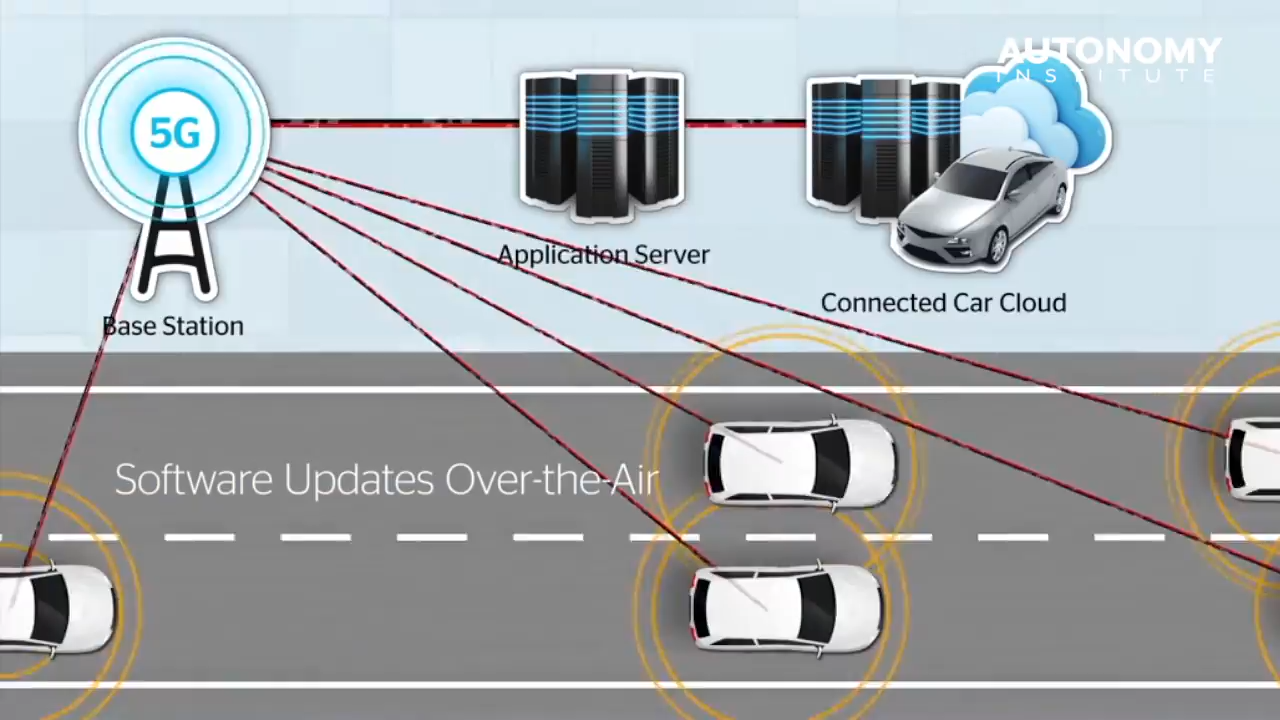 AUTONOMY
INSTITUTE
5G
Application Server
Connected Car Cloud
Base Station
Software Updates Over-the-Air